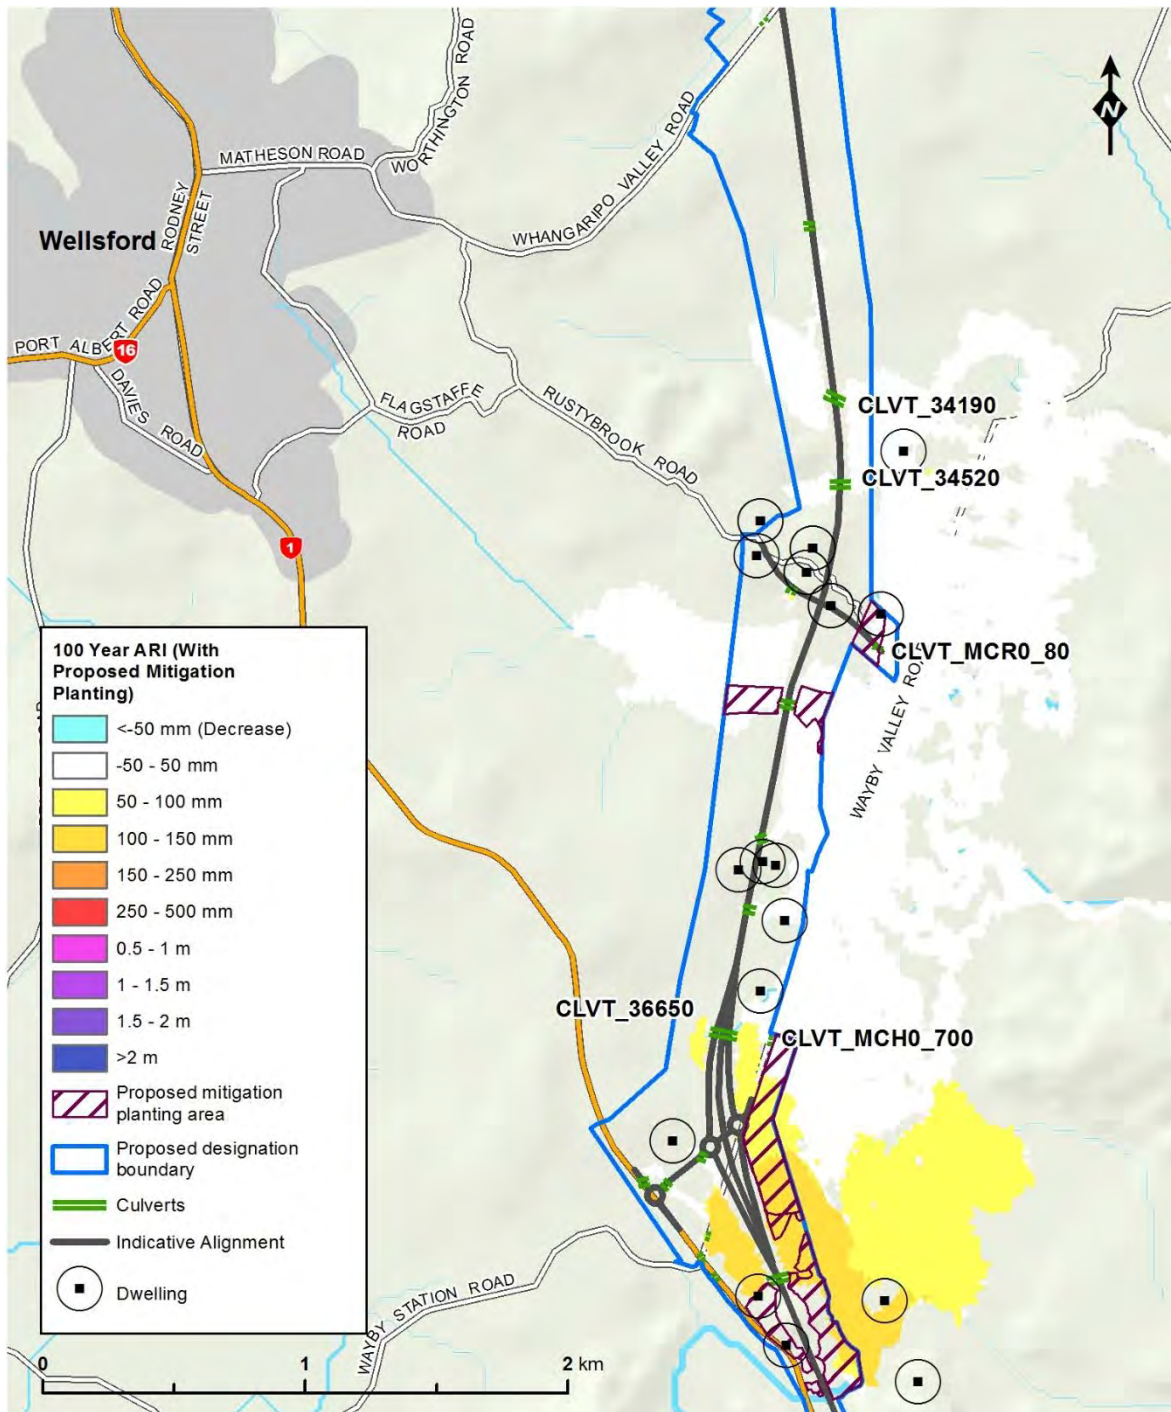 WORTHINGTON ROAD
MATHESON ROAD
WHANGARIPO VALLEY ROAD
N
RODNEY
STREET
Wellsford
PORT ALBERT ROAD
16
DAVIES ROAD
FLAGSTAFFE
ROAD
RUSTYBROOK ROAD
CLVT_34190
CLVT_34520
1
CLVT_MCR0_80
WAYBY VALLEY ROA
100 Year ARI (With
Proposed Mitigation
Planting)
<-50 mm (Decrease)
-50 - 50 mm
50 - 100 mm
100 - 150 mm
150 - 250 mm
250 - 500 mm
0.5 - 1 m
1 - 1.5 m
1.5 - 2 m
>2 m
Proposed mitigation
planting area
Proposed designation
boundary
Culverts
Indicative Alignment
Dwelling
CLVT_36650
CLVT_MCH0_700
WAYBY STATION ROAD
0 1 2 km